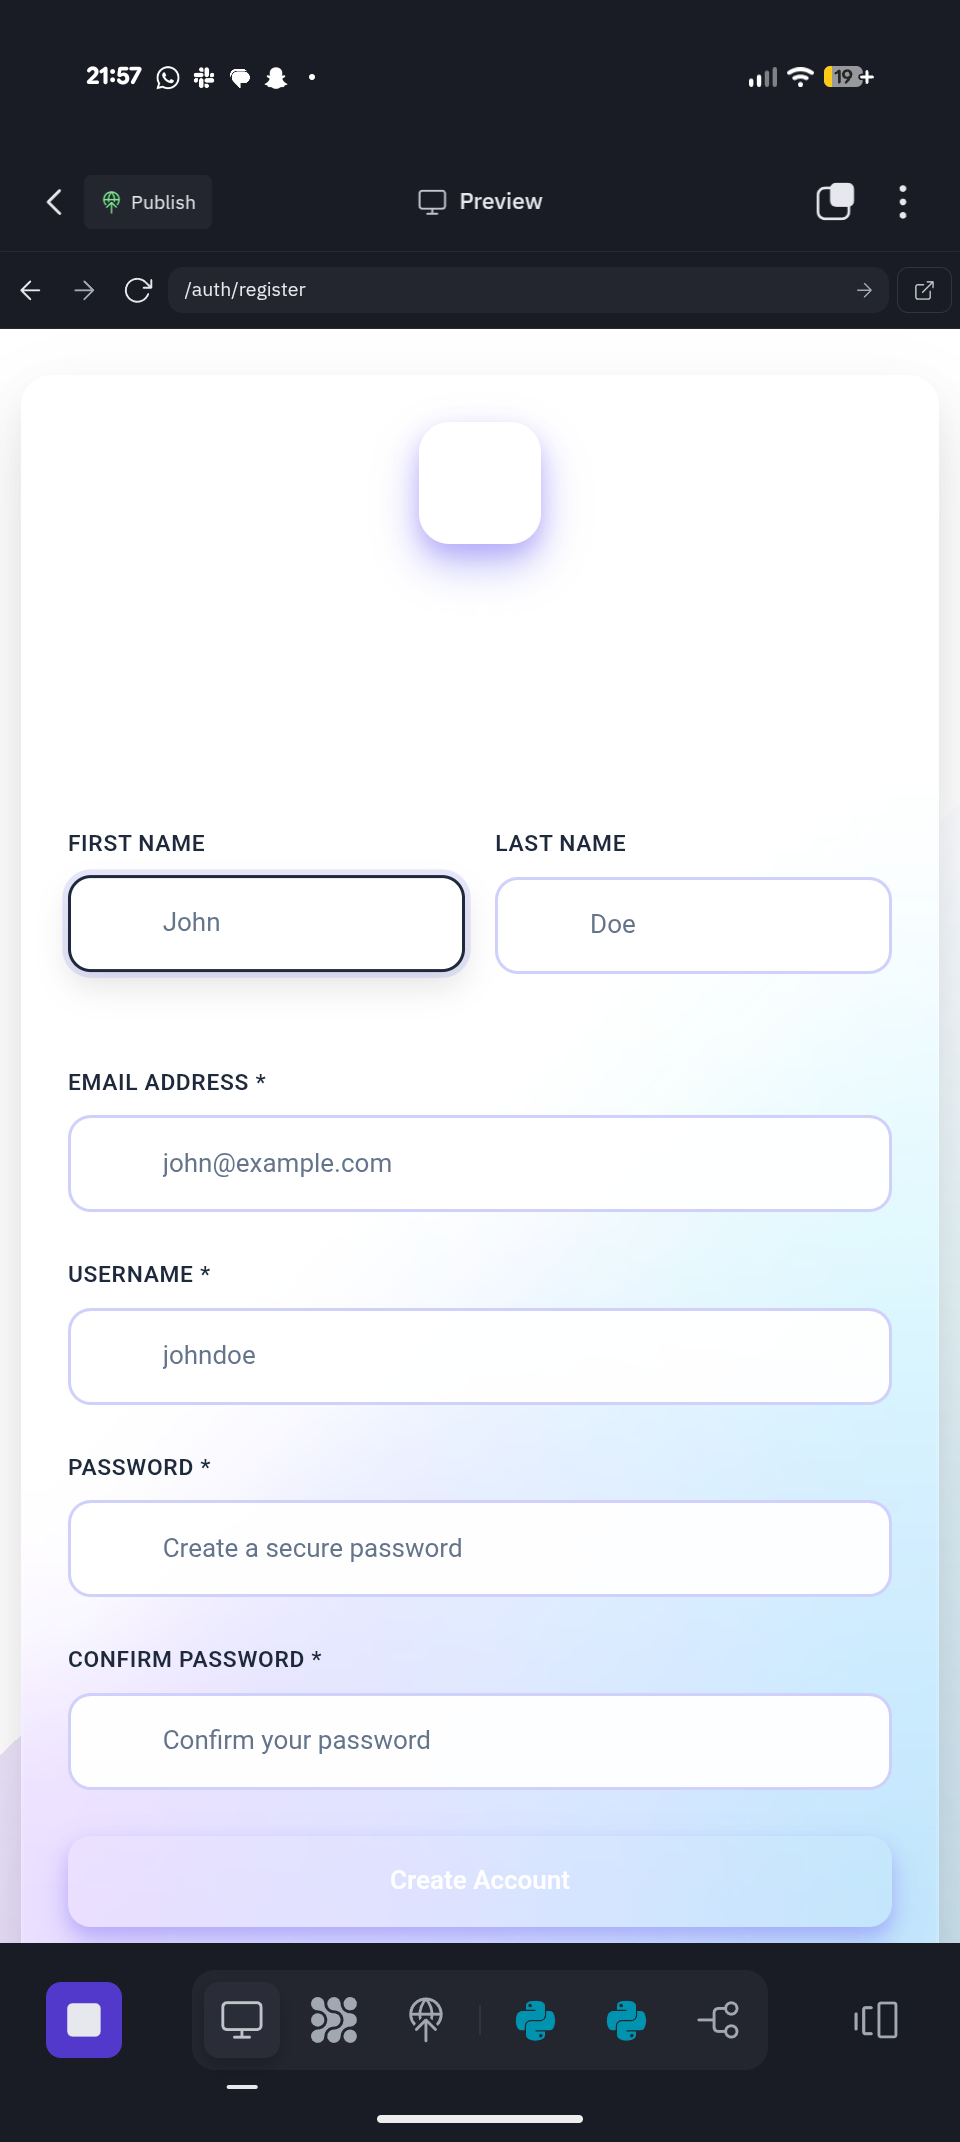 21:57
19+
Publish
Preview
/auth/register
FIRST NAME
LAST NAME
John
Doe
EMAIL ADDRESS *
john@example.com
USERNAME *
johndoe
PASSWORD *
Create a secure password
CONFIRM PASSWORD *
Confirm your password
Create Account